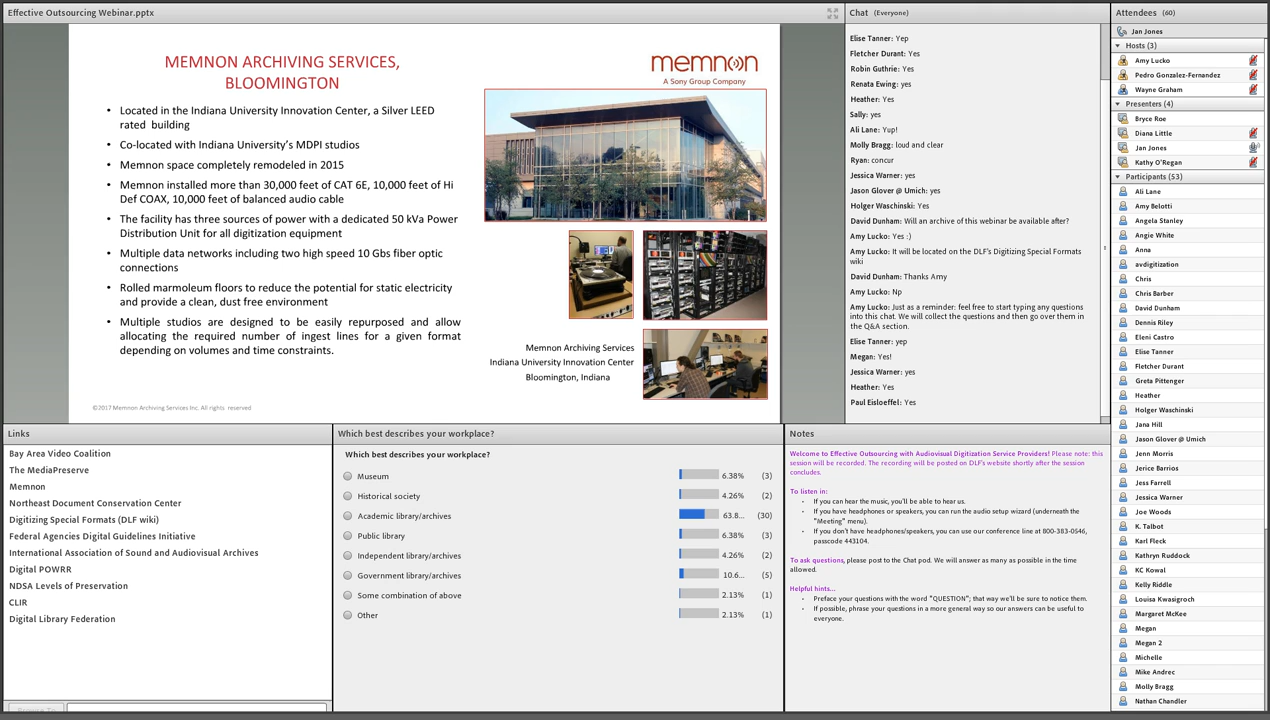 Effective Outsourcing Webinar.pptx
MEMNON ARCHIVING SERVICES,
BLOOMINGTON
• Located in the Indiana University Innovation Center, a Silver LEED
rated building
• Co-located with Indiana University's MDPI studios
• Memnon space completely remodeled in 2015
• Memnon installed more than 30,000 feet of CAT 6E, 10,000 feet of Hi
Def COAX, 10,000 feet of balanced audio cable
• The facility has three sources of power with a dedicated 50 kVa Power
Distribution Unit for all digitization equipment
• Multiple data networks including two high speed 10 Gbs fiber optic
connections
• Rolled marmoleum floors to reduce the potential for static electricity
and provide a clean, dust free environment
• Multiple studios are designed to be easily repurposed and allow
allocating the required number of ingest lines for a given format
depending on volumes and time constraints.
memnon
A Sony Group Company
Memnon Archiving Services
Indiana University Innovation Center
Bloomington, Indiana
©2017 Memnon Archiving Services Inc. All rights reserved
Chat (Everyone)
Elise Tanner: Yep
Fletcher Durant: Yes
Robin Guthrie: Yes
Renata Ewing: yes
Heather: Yes
Sally: yes
Ali Lane: Yup!
Molly Bragg: loud and clear
Ryan: concur
Jessica Warner: yes
Jason Glover @ Umich: yes
Holger Waschinski: Yes
David Dunham: Will an archive of this webinar be available after?
Amy Lucko: Yes :)
Amy Lucko: It will be located on the DLF's Digitizing Special Formats
wiki
David Dunham: Thanks Amy
Amy Lucko: Np
Amy Lucko: Just as a reminder: feel free to start typing any questions
into this chat. We will collect the questions and then go over them in
the Q&A section.
Elise Tanner: yep
Megan: Yes!
Jessica Warner: yes
Heather: Yes
Paul Eisloeffel: Yes
Attendees (60)
Jan Jones
Hosts (3)
Amy Lucko
Pedro Gonzalez-Fernandez
Wayne Graham
Presenters (4)
Bryce Roe
Diana Little
Jan Jones
Kathy O'Regan
Participants (53)
Ali Lane
Amy Belotti
Angela Stanley
Angie White
Anna
avdigitization
Chris
Chris Barber
David Dunham
Dennis Riley
Eleni Castro
Elise Tanner
Fletcher Durant
Greta Pittenger
Heather
Holger Waschinski
Jana Hill
Jason Glover @ Umich
Jenn Morris
Jerice Barrios
Jess Farrell
Jessica Warner
Joe Woods
K. Talbot
Karl Fleck
Kathryn Ruddock
KC Kowal
Kelly Riddle
Louisa Kwasigroch
Margaret McKee
Megan
Megan 2
Michelle
Mike Andrec
Molly Bragg
Nathan Chandler
Links
Bay Area Video Coalition
The MediaPreserve
Memnon
Northeast Document Conservation Center
Digitizing Special Formats (DLF wiki)
Federal Agencies Digital Guidelines Initiative
International Association of Sound and Audiovisual Archives
Digital POWRR
NDSA Levels of Preservation
CLIR
Digital Library Federation
Browse To
Which best describes your workplace?
Which best describes your workplace?
Museum 6.38% (3)
Historical society 4.26% (2)
Academic library/archives 63.8... (30)
Public library 6.38% (3)
Independent library/archives 4.26% (2)
Government library/archives 10.6... (5)
Some combination of above 2.13% (1)
Other 2.13% (1)
Notes
Welcome to Effective Outsourcing with Audiovisual Digitization Service Providers! Please note: this
session will be recorded. The recording will be posted on DLF's website shortly after the session
concludes.
To listen in:
• If you can hear the music, you'll be able to hear us.
• If you have headphones or speakers, you can run the audio setup wizard (underneath the
"Meeting" menu).
• If you don't have headphones/speakers, you can use our conference line at 800-383-0546,
passcode 443104.
To ask questions, please post to the Chat pod. We will answer as many as possible in the time
allowed.
Helpful hints...
• Preface your questions with the word "QUESTION"; that way we'll be sure to notice them.
• If possible, phrase your questions in a more general way so our answers can be useful to
everyone.